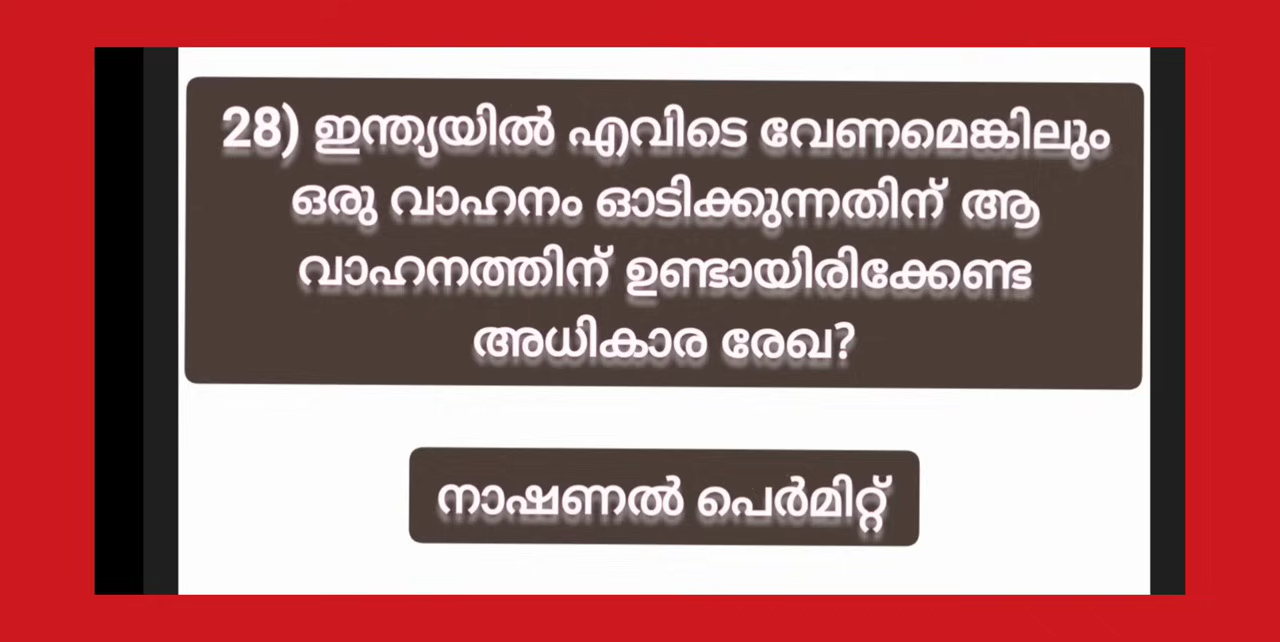 28) ഇന്ത്യയിൽ എവിടെ വേണമെങ്കിലും
ഒരു വാഹനം ഓടിക്കുന്നതിന് ആ
വാഹനത്തിന് ഉണ്ടായിരിക്കേണ്ട
അധികാര രേഖ?
നാഷണൽ പെർമിറ്റ്